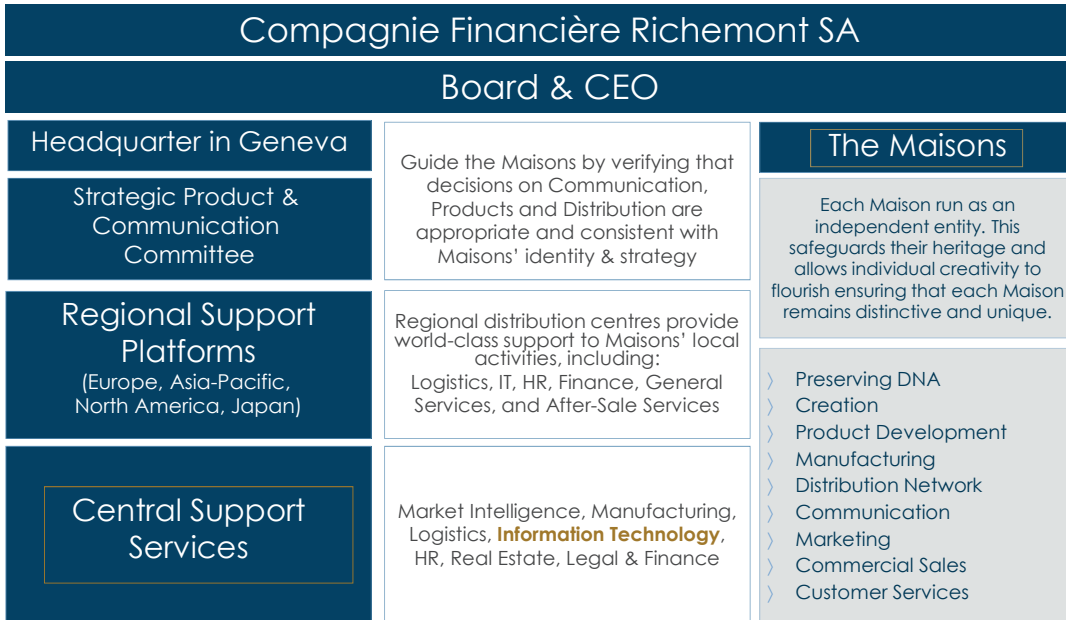 Compagnie Financière Richemont SA
Board & CEO
Headquarter in Geneva
Strategic Product &
Communication
Committee
Guide the Maisons by verifying that
decisions on Communication,
Products and Distribution are
appropriate and consistent with
Maisons’ identity & strategy
Regional Support
Platforms
(Europe, Asia-Pacific,
North America, Japan)
Regional distribution centres provide
world-class support to Maisons’ local
activities, including:
Logistics, IT, HR, Finance, General
Services, and After-Sale Services
Central Support
Services
Market Intelligence, Manufacturing,
Logistics, Information Technology,
HR, Real Estate, Legal & Finance
The Maisons
Each Maison run as an
independent entity. This
safeguards their heritage and
allows individual creativity to
flourish ensuring that each Maison
remains distinctive and unique.
〉 Preserving DNA
〉 Creation
〉 Product Development
〉 Manufacturing
〉 Distribution Network
〉 Communication
〉 Marketing
〉 Commercial Sales
〉 Customer Services